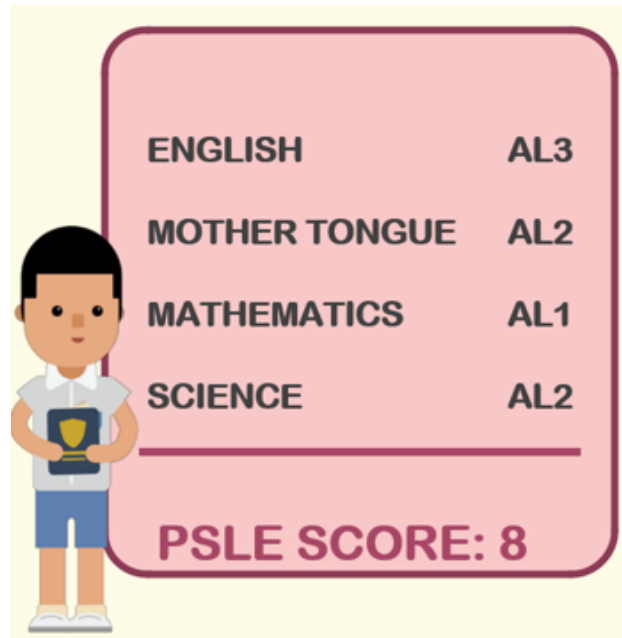 ENGLISH AL3
MOTHER TONGUE AL2
MATHEMATICS AL1
SCIENCE AL2
PSLE SCORE: 8